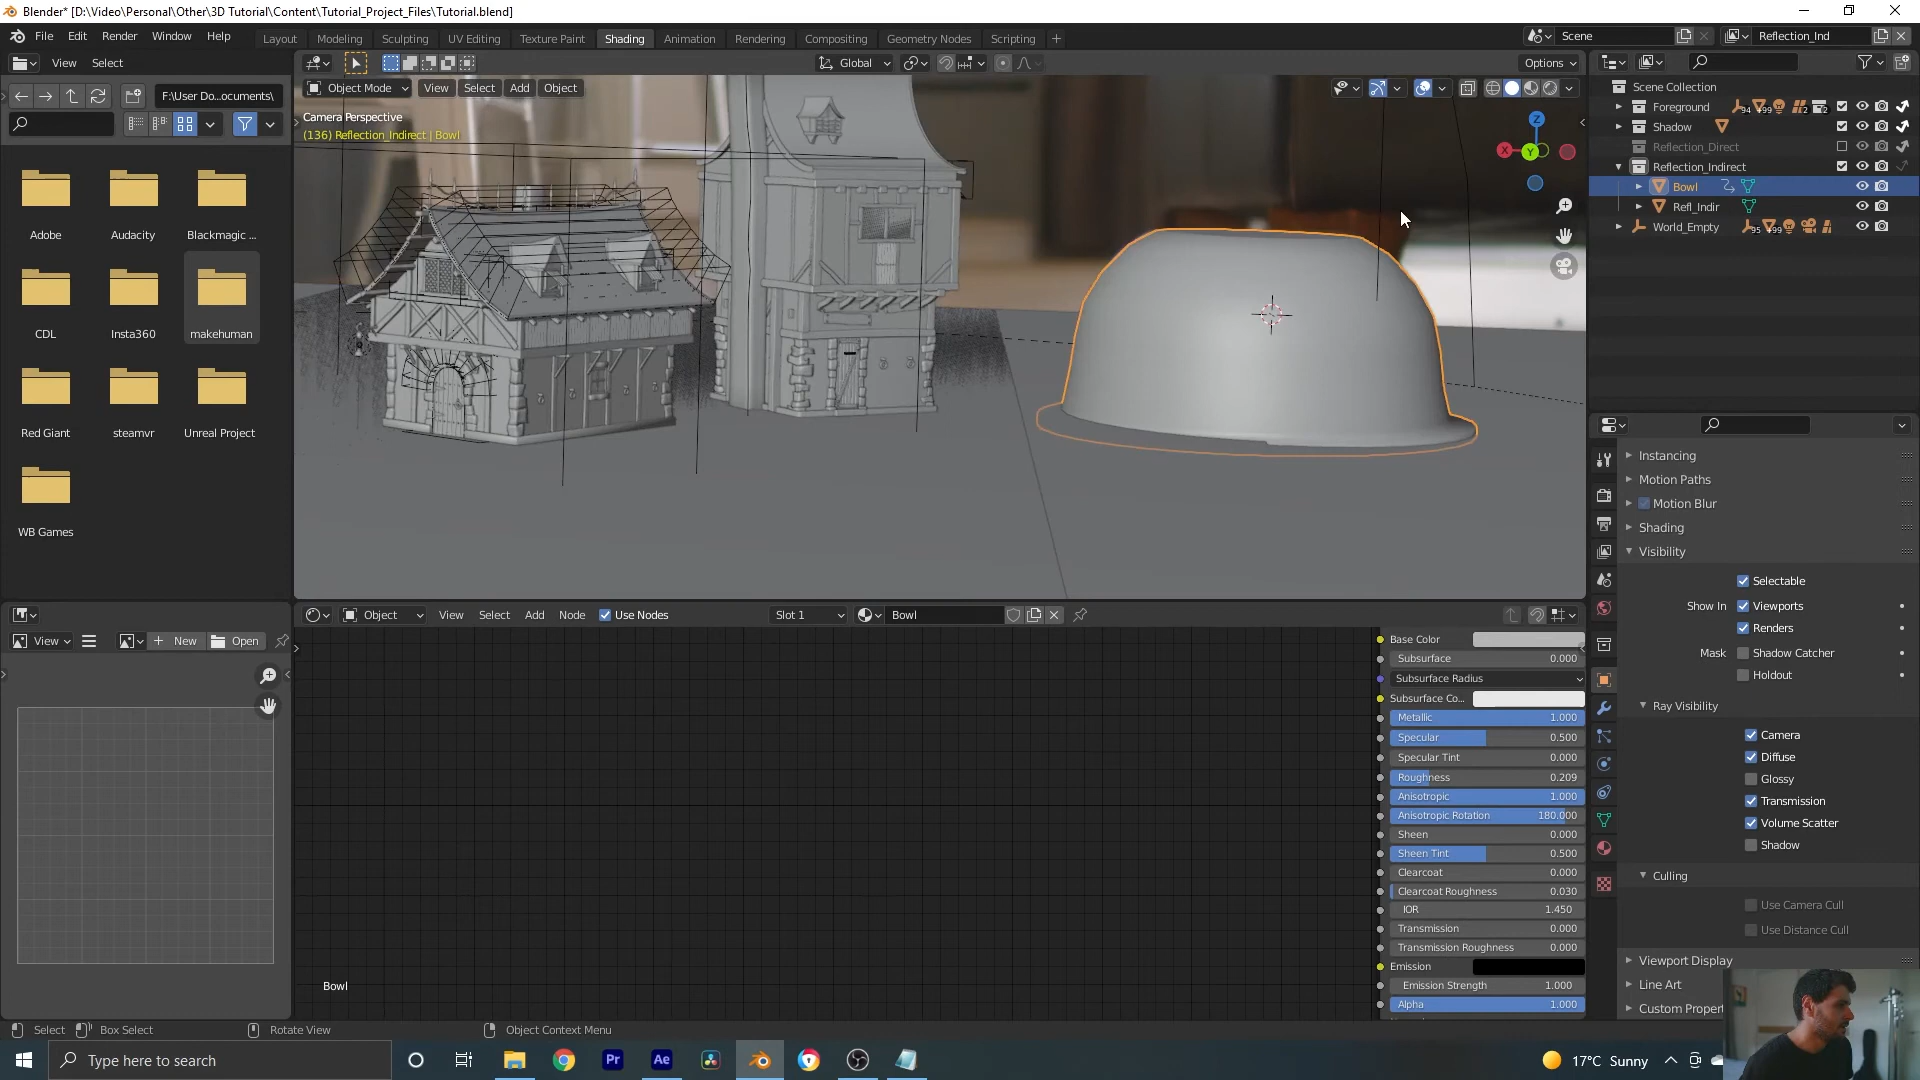 Blender* [D:\Video\Personal\Other\3D Tutorial\Content\Tutorial_Project_Files\Tutorial.blend]
File Edit Render Window Help
Layout Modeling Sculpting UV Editing Texture Paint Shading Animation Rendering Compositing Geometry Nodes Scripting
Scene
Reflection_Ind
View Select
Global
Options
F:\User Do...ocuments\
Object Mode View Select Add Object
Camera Perspective
(136) Reflection_Indirect | Bowl
Z
X
Y
Scene Collection
Foreground
Shadow
Reflection_Direct
Reflection_Indirect
Bowl
Refl_Indir
World_Empty
Adobe
Audacity
Blackmagic ...
CDL
Insta360
makehuman
Red Giant
steamvr
Unreal Project
WB Games
Instancing
Motion Paths
Motion Blur
Shading
Visibility
Selectable
Show In Viewports
Renders
Mask Shadow Catcher
Holdout
Ray Visibility
Camera
Diffuse
Glossy
Transmission
Volume Scatter
Shadow
Culling
Use Camera Cull
Use Distance Cull
Viewport Display
Line Art
Custom Propert
View
New
Open
Object View Select Add Node Use Nodes
Slot 1
Bowl
Base Color
Subsurface 0.000
Subsurface Radius
Subsurface Co...
Metallic 1.000
Specular 0.500
Specular Tint 0.000
Roughness 0.209
Anisotropic 1.000
Anisotropic Rotation 180.000
Sheen 0.000
Sheen Tint 0.500
Clearcoat 0.000
Clearcoat Roughness 0.030
IOR 1.450
Transmission 0.000
Transmission Roughness 0.000
Emission
Emission Strength 1.000
Alpha 1.000
Bowl
Select Box Select Rotate View Object Context Menu
Type here to search
Pr
Ae
17°C Sunny